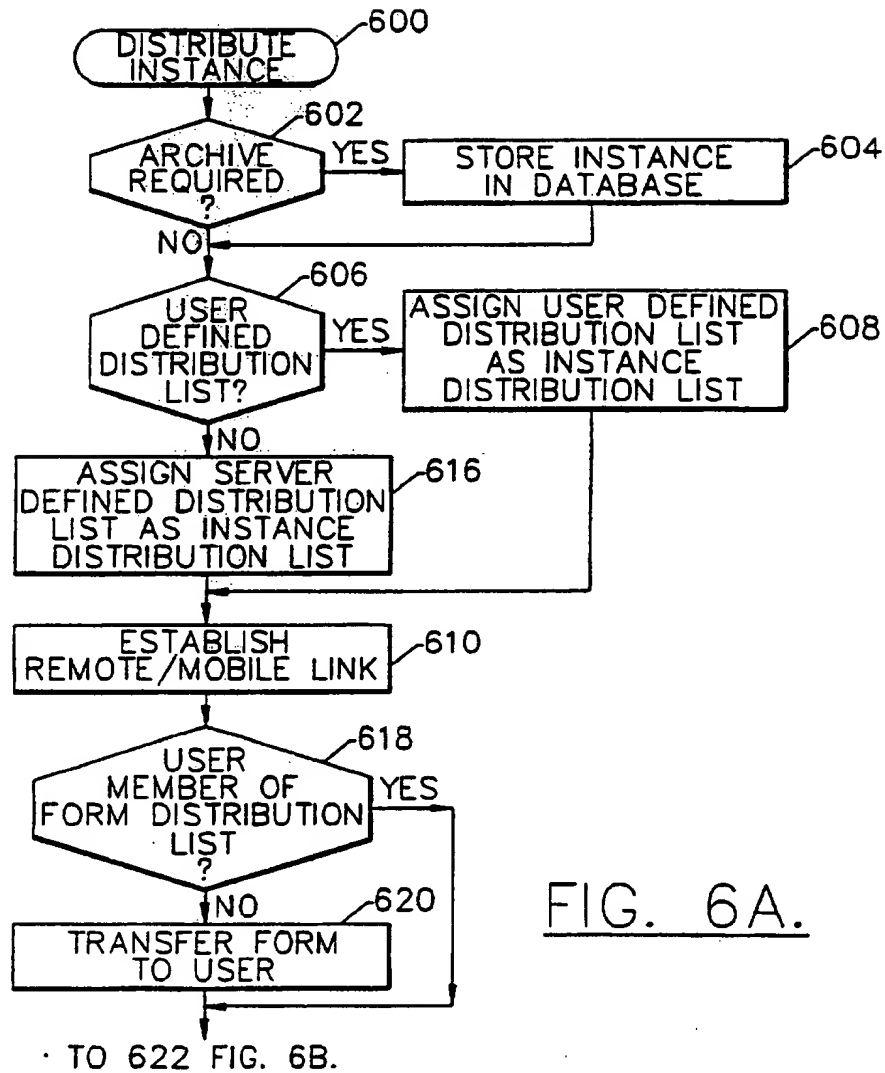 600
DISTRIBUTE
INSTANCE
602
ARCHIVE
REQUIRED
?
YES
STORE INSTANCE
IN DATABASE
604
NO
606
USER
DEFINED
DISTRIBUTION
LIST?
YES
ASSIGN USER DEFINED
DISTRIBUTION LIST
AS INSTANCE
DISTRIBUTION LIST
608
NO
ASSIGN SERVER
DEFINED DISTRIBUTION
LIST AS INSTANCE
DISTRIBUTION LIST
616
ESTABLISH
REMOTE/MOBILE LINK
610
618
USER
MEMBER OF
FORM DISTRIBUTION
LIST
?
YES
NO
620
TRANSFER FORM
TO USER
FIG. 6A.
TO 622 FIG. 6B.